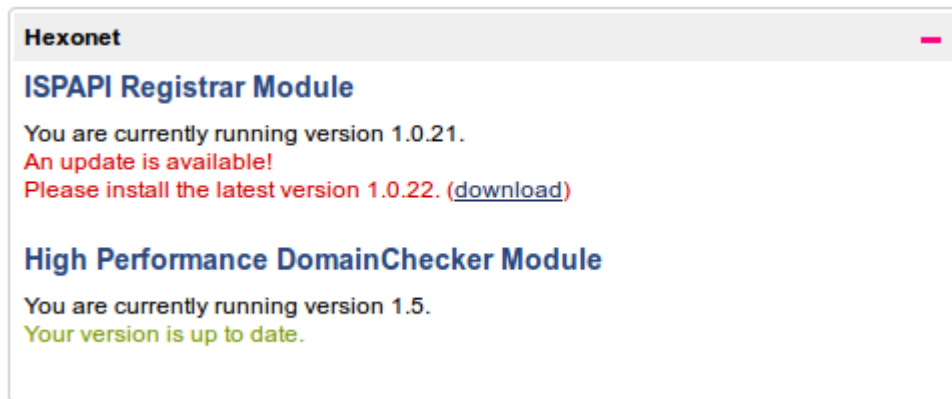 Hexonet
ISPAPI Registrar Module
You are currently running version 1.0.21.
An update is available!
Please install the latest version 1.0.22. (download)
High Performance DomainChecker Module
You are currently running version 1.5.
Your version is up to date.